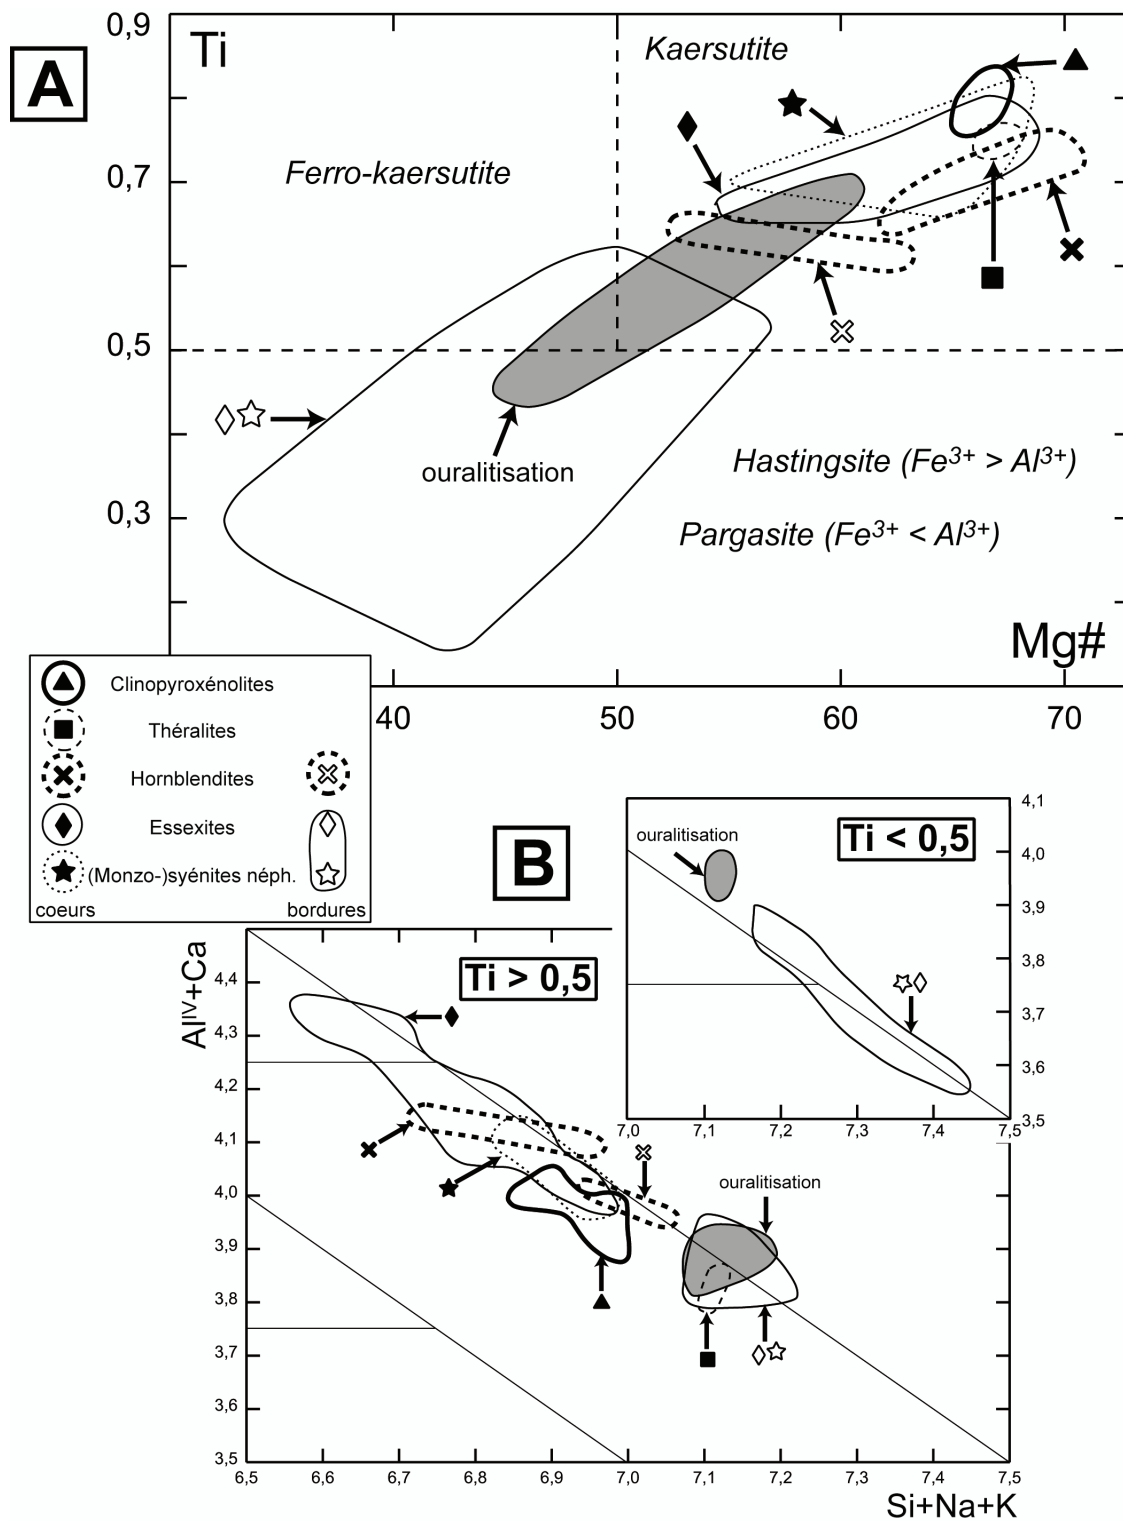 A
Ti
0,9
0,7
0,5
0,3
Kaersutite
Ferro-kaersutite
ouralitisation
Hastingsite (Fe3+ > Al3+)
Pargasite (Fe3+ < Al3+)
Mg#
40
50
60
70
Clinopyroxénolites
Théralites
Hornblendites
Essexites
(Monzo-)syénites néph.
coeurs
bordures
B
Ti < 0,5
ouralitisation
4,1
4,0
3,9
3,8
3,7
3,6
3,5
7,0
7,1
7,2
7,3
7,4
7,5
Ti > 0,5
AlIV+Ca
4,4
4,3
4,2
4,1
4,0
3,9
3,8
3,7
3,6
3,5
ouralitisation
6,5
6,6
6,7
6,8
6,9
7,0
7,1
7,2
7,3
7,4
7,5
Si+Na+K